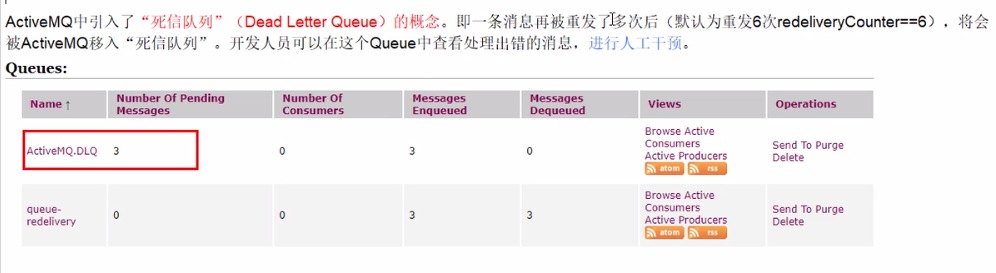 ActiveMQ中引入了“死信队列”（Dead Letter Queue）的概念。即一条消息再被重发了多次后（默认为重发6次redeliveryCounter==6），将会
被ActiveMQ移入“死信队列”。开发人员可以在这个Queue中查看处理出错的消息，进行人工干预。
Queues:
Name ↑ Number Of Pending Messages Number Of Consumers Messages Enqueued Messages Dequeued Views Operations
ActiveMQ.DLQ 3 0 3 0
Browse Active
Consumers
Active Producers
atom rss
Send To Purge
Delete
queue-
redelivery 0 0 3 3
Browse Active
Consumers
Active Producers
atom rss
Send To Purge
Delete